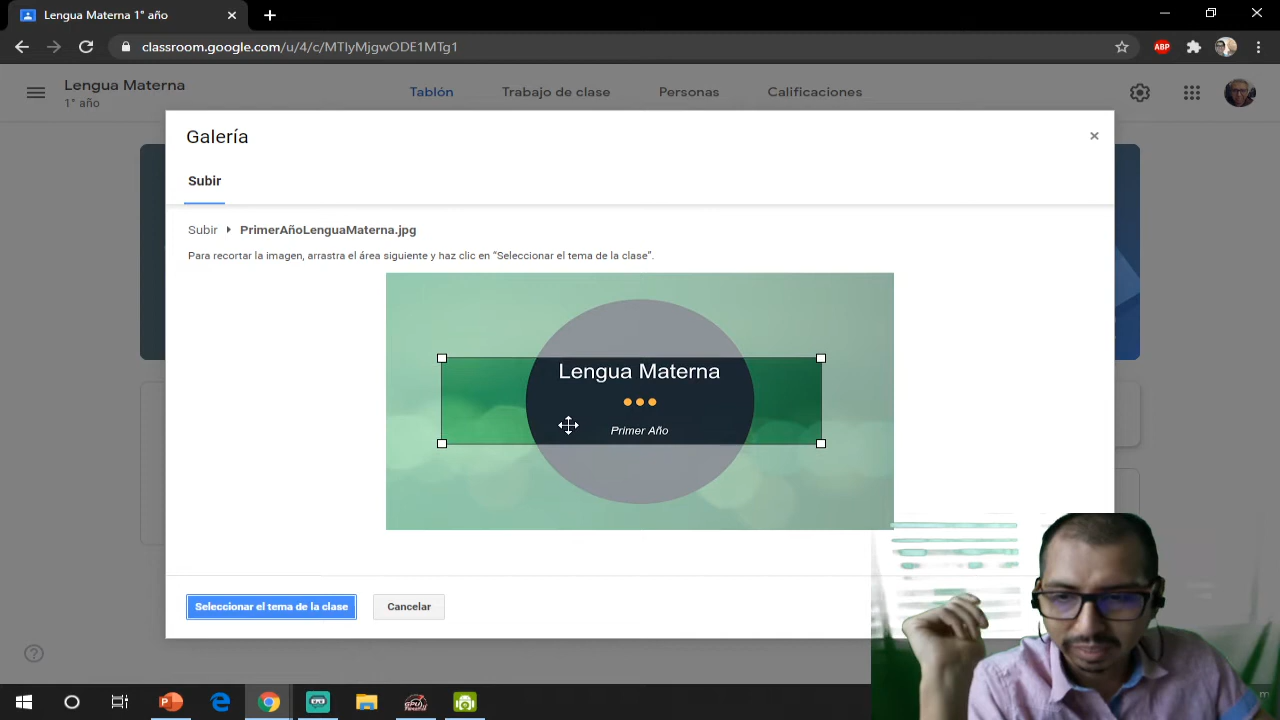 Lengua Materna 1° año
classroom.google.com/u/4/c/MTIyMjgwODE1MTg1
ABP
Lengua Materna
1° año
Tablón
Trabajo de clase
Personas
Calificaciones
Galería
Subir
Subir
PrimerAñoLenguaMaterna.jpg
Para recortar la imagen, arrastra el área siguiente y haz clic en “Seleccionar el tema de la clase”.
Lengua Materna
Primer Año
Seleccionar el tema de la clase
Cancelar